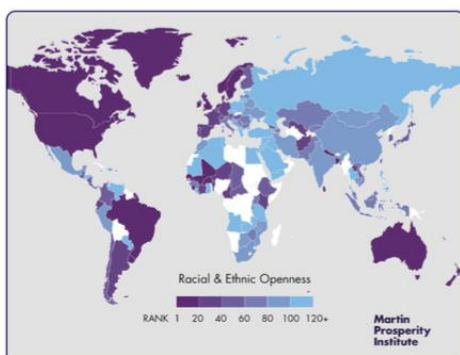 Racial & Ethnic Openness
RANK 1 20 40 60 80 100 120+
Martin
Prosperity
Institute